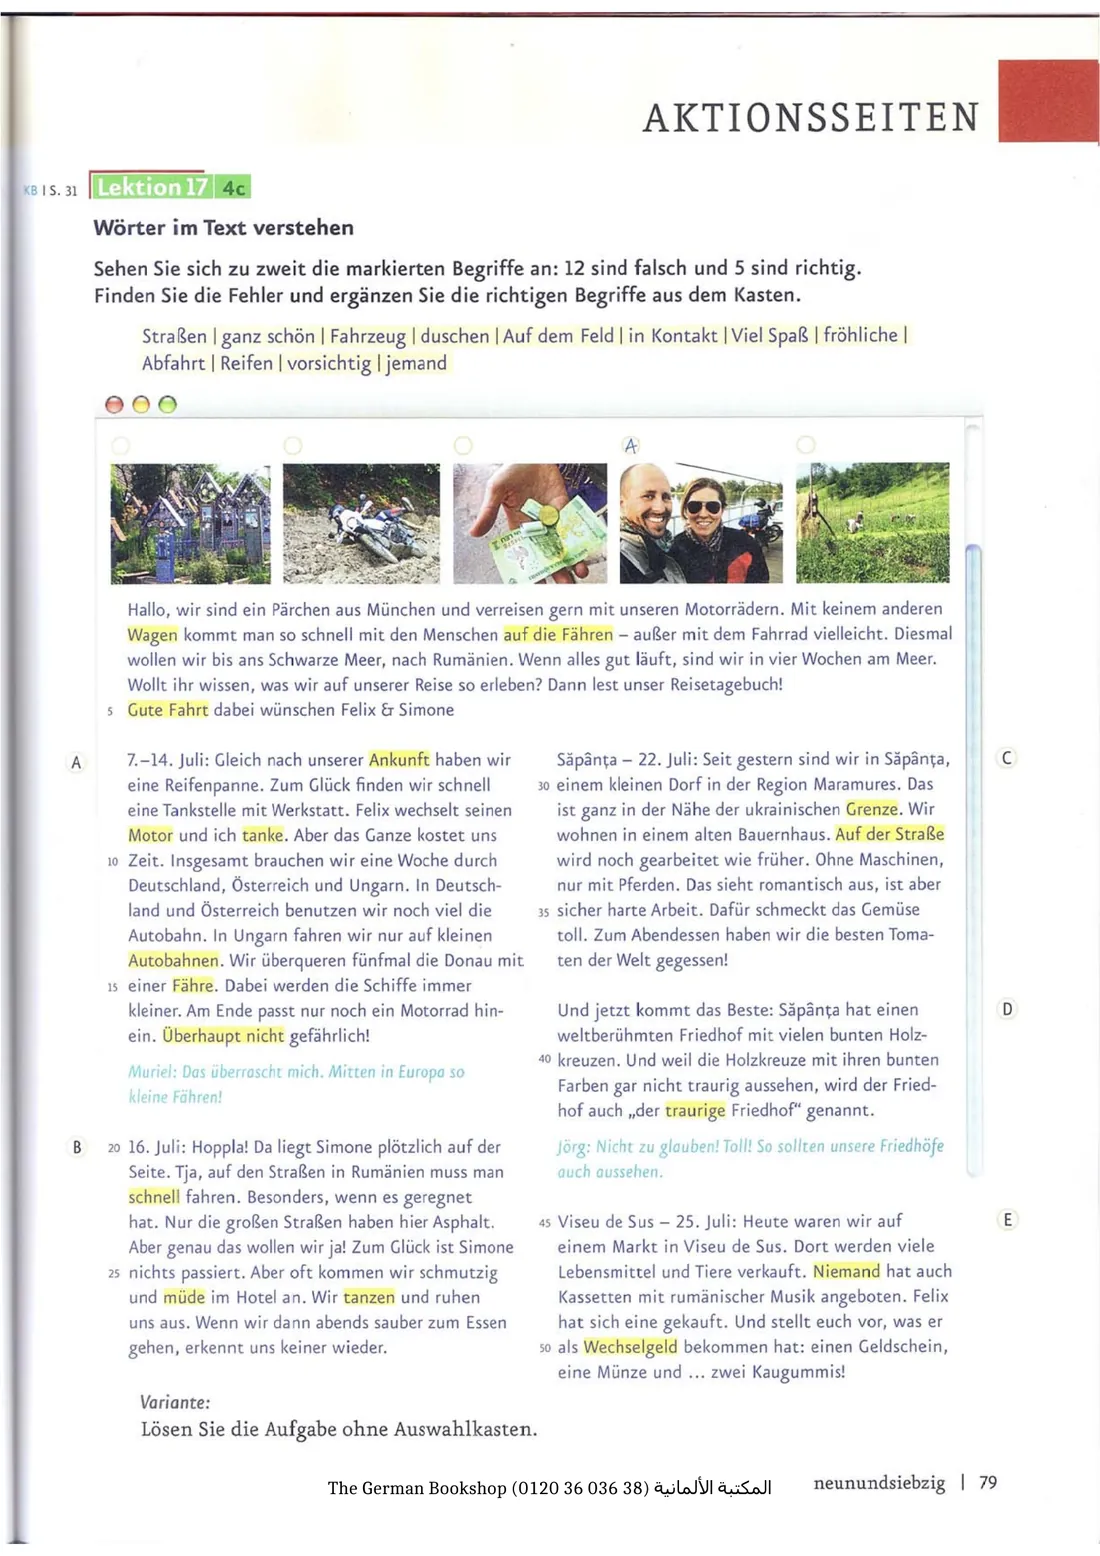 AKTIONSSEITEN
KB | S. 31 Lektion 17 4c
Wörter im Text verstehen
Sehen Sie sich zu zweit die markierten Begriffe an: 12 sind falsch und 5 sind richtig.
Finden Sie die Fehler und ergänzen Sie die richtigen Begriffe aus dem Kasten.
Straßen | ganz schön | Fahrzeug | duschen | Auf dem Feld | in Kontakt | Viel Spaß | fröhliche |
Abfahrt | Reifen | vorsichtig | jemand
A
Hallo, wir sind ein Pärchen aus München und verreisen gern mit unseren Motorrädern. Mit keinem anderen
Wagen kommt man so schnell mit den Menschen auf die Fähren – außer mit dem Fahrrad vielleicht. Diesmal
wollen wir bis ans Schwarze Meer, nach Rumänien. Wenn alles gut läuft, sind wir in vier Wochen am Meer.
Wollt ihr wissen, was wir auf unserer Reise so erleben? Dann lest unser Reisetagebuch!
5 Gute Fahrt dabei wünschen Felix & Simone
A 7.–14. Juli: Gleich nach unserer Ankunft haben wir
eine Reifenpanne. Zum Glück finden wir schnell
eine Tankstelle mit Werkstatt. Felix wechselt seinen
Motor und ich tanke. Aber das Ganze kostet uns
10 Zeit. Insgesamt brauchen wir eine Woche durch
Deutschland, Österreich und Ungarn. In Deutsch-
land und Österreich benutzen wir noch viel die
Autobahn. In Ungarn fahren wir nur auf kleinen
Autobahnen. Wir überqueren fünfmal die Donau mit
15 einer Fähre. Dabei werden die Schiffe immer
kleiner. Am Ende passt nur noch ein Motorrad hin-
ein. Überhaupt nicht gefährlich!
Muriel: Das überrascht mich. Mitten in Europa so
kleine Fähren!
B 20 16. Juli: Hoppla! Da liegt Simone plötzlich auf der
Seite. Tja, auf den Straßen in Rumänien muss man
schnell fahren. Besonders, wenn es geregnet
hat. Nur die großen Straßen haben hier Asphalt.
Aber genau das wollen wir ja! Zum Glück ist Simone
25 nichts passiert. Aber oft kommen wir schmutzig
und müde im Hotel an. Wir tanzen und ruhen
uns aus. Wenn wir dann abends sauber zum Essen
gehen, erkennt uns keiner wieder.
Săpânța – 22. Juli: Seit gestern sind wir in Săpânța, C
30 einem kleinen Dorf in der Region Maramures. Das
ist ganz in der Nähe der ukrainischen Grenze. Wir
wohnen in einem alten Bauernhaus. Auf der Straße
wird noch gearbeitet wie früher. Ohne Maschinen,
nur mit Pferden. Das sieht romantisch aus, ist aber
35 sicher harte Arbeit. Dafür schmeckt das Gemüse
toll. Zum Abendessen haben wir die besten Toma-
ten der Welt gegessen!
Und jetzt kommt das Beste: Săpânța hat einen D
weltberühmten Friedhof mit vielen bunten Holz-
40 kreuzen. Und weil die Holzkreuze mit ihren bunten
Farben gar nicht traurig aussehen, wird der Fried-
hof auch „der traurige Friedhof“ genannt.
Jörg: Nicht zu glauben! Toll! So sollten unsere Friedhöfe
auch aussehen.
45 Viseu de Sus – 25. Juli: Heute waren wir auf E
einem Markt in Viseu de Sus. Dort werden viele
Lebensmittel und Tiere verkauft. Niemand hat auch
Kassetten mit rumänischer Musik angeboten. Felix
hat sich eine gekauft. Und stellt euch vor, was er
50 als Wechselgeld bekommen hat: einen Geldschein,
eine Münze und ... zwei Kaugummis!
Variante:
Lösen Sie die Aufgabe ohne Auswahlkasten.
The German Bookshop (0120 36 036 38) المكتبة الألمانية
neunundsiebzig | 79